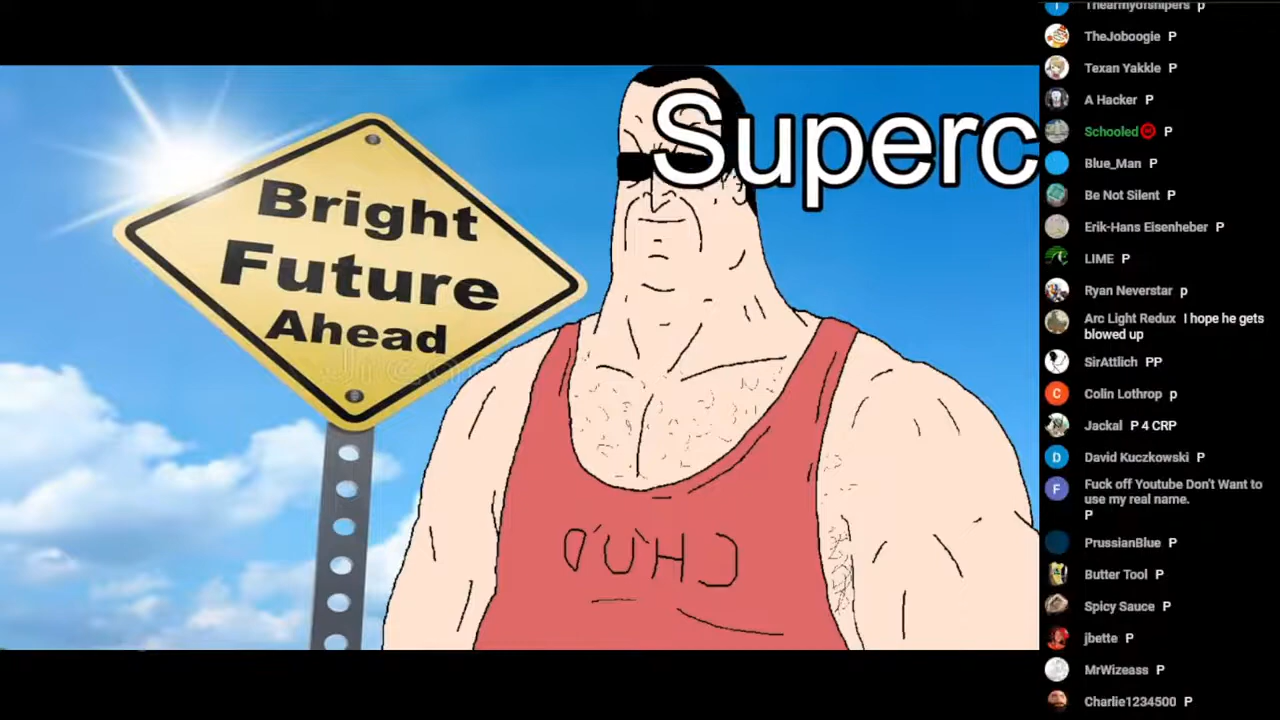 Bright
Future
Ahead
Superc
CHUD
Thearmyofsnipers p
TheJoboogie P
Texan Yakkle P
A Hacker P
Schooled P
Blue_Man P
Be Not Silent P
Erik-Hans Eisenheber P
LIME P
Ryan Neverstar p
Arc Light Redux I hope he gets
blowed up
SirAttlich PP
C
Colin Lothrop p
Jackal P 4 CRP
D
David Kuczkowski P
F
Fuck off Youtube Don't Want to
use my real name.
P
PrussianBlue P
Butter Tool P
Spicy Sauce P
jbette P
MrWizeass P
Charlie1234500 P